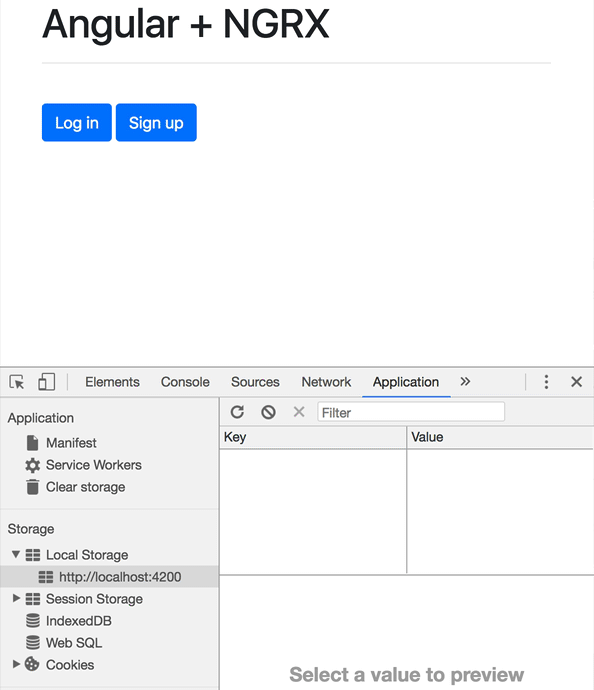 Angular + NGRX
Log in Sign up
Elements Console Sources Network Application »
Filter
Application
Manifest
Service Workers
Clear storage
Key Value
Storage
Local Storage
http://localhost:4200
Session Storage
IndexedDB
Web SQL
Cookies
Select a value to preview